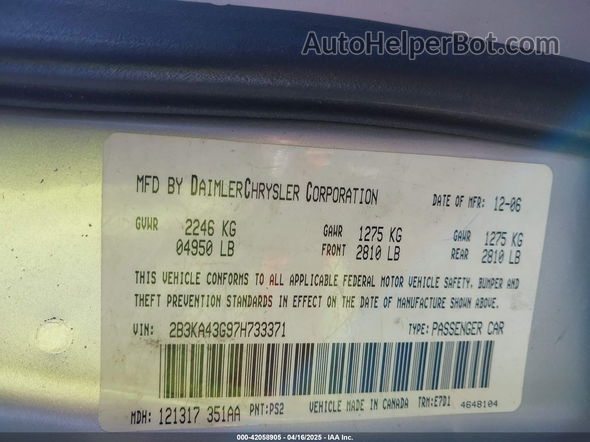 AutoHelperBot.com
MFD BY DAIMLERCHRYSLER CORPORATION DATE OF MFR: 12-06
GVWR 2246 KG GAWR 1275 KG GAWR 1275 KG
04950 LB FRONT 2810 LB REAR 2810 LB
THIS VEHICLE CONFORMS TO ALL APPLICABLE FEDERAL MOTOR VEHICLE SAFETY, BUMPER AND
THEFT PREVENTION STANDARDS IN EFFECT ON THE DATE OF MANUFACTURE SHOWN ABOVE.
VIN: 2B3KA43G97H733371 TYPE: PASSENGER CAR
MDH: 121317 351AA PNT: PS2 VEHICLE MADE IN CANADA TRM: E7D1 4648104
000-42058905 - 04/16/2025 - IAA Inc.